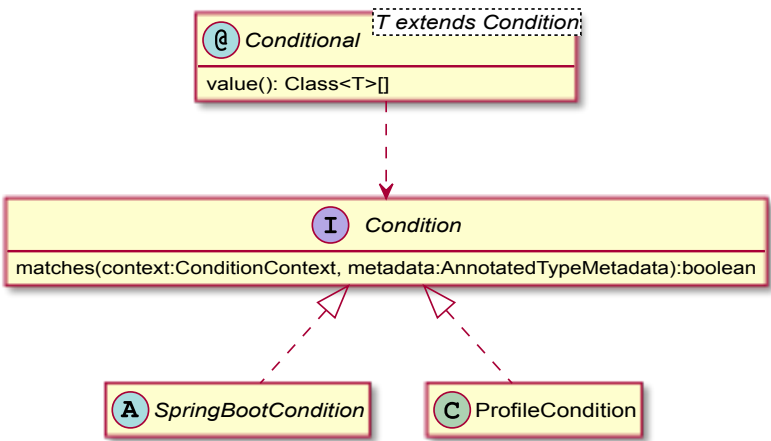 T extends Condition
@ Conditional
value(): Class<T>[]
I Condition
matches(context:ConditionContext, metadata:AnnotatedTypeMetadata):boolean
A SpringBootCondition
C ProfileCondition